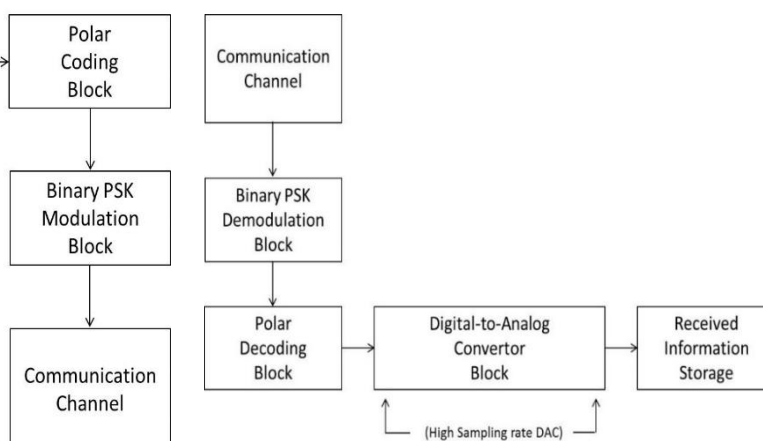 Polar
Coding
Block
Binary PSK
Modulation
Block
Communication
Channel
Communication
Channel
Binary PSK
Demodulation
Block
Polar
Decoding
Block
Digital-to-Analog
Convertor
Block
Received
Information
Storage
(High Sampling rate DAC)